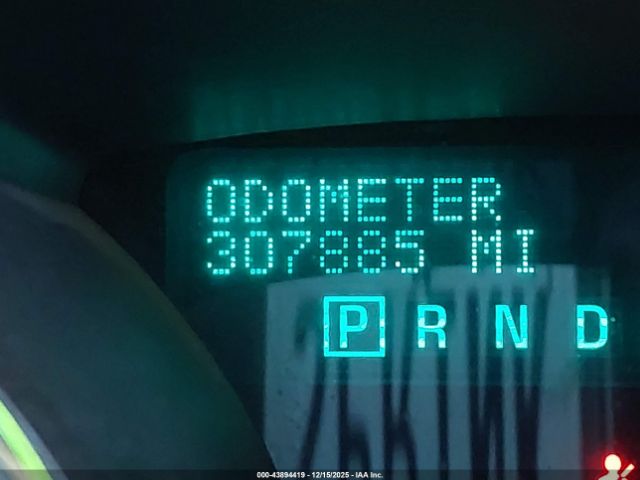 ODOMETER
307885 MI
P R N D
000-43894419 - 12/15/2025 - IAA Inc.